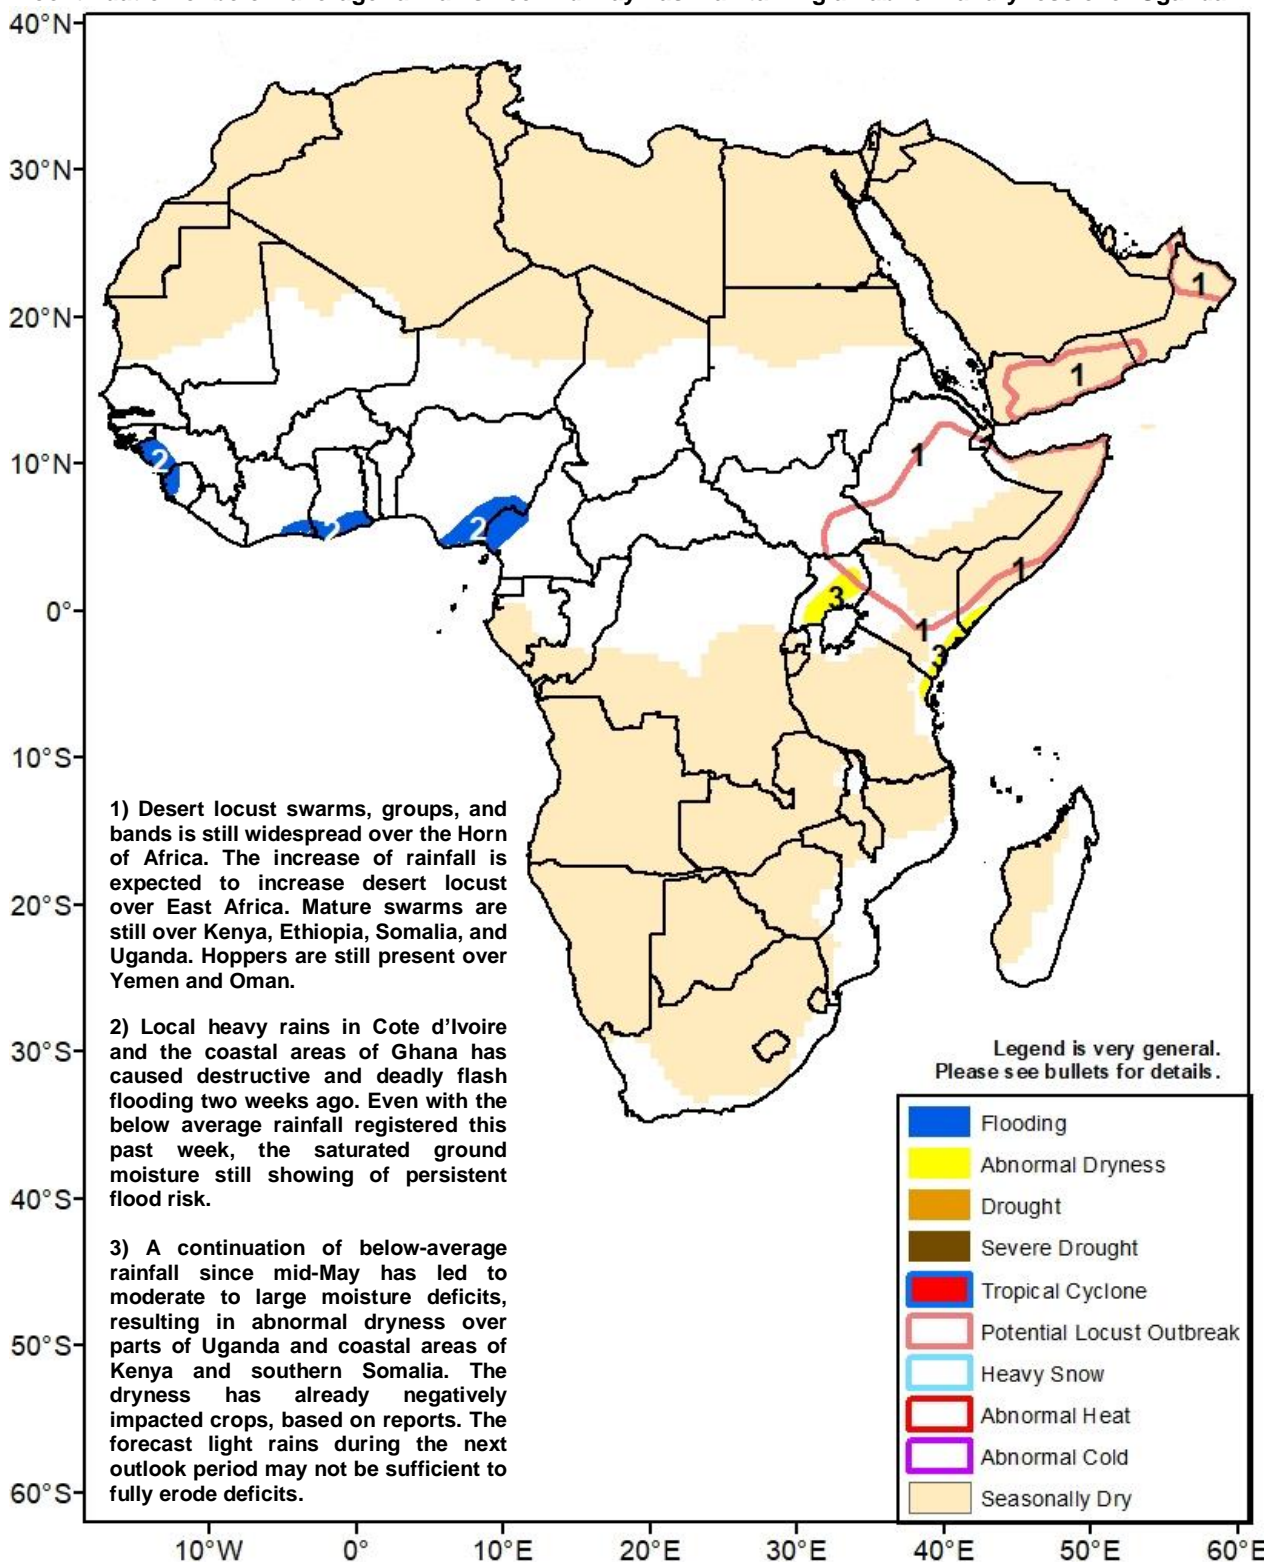 40°N
30°N
20°N
10°N
0°
10°S
20°S
30°S
40°S
50°S
60°S
1
1
1
1
1
2
2
2
3
3
1) Desert locust swarms, groups, and
bands is still widespread over the Horn
of Africa. The increase of rainfall is
expected to increase desert locust
over East Africa. Mature swarms are
still over Kenya, Ethiopia, Somalia, and
Uganda. Hoppers are still present over
Yemen and Oman.
2) Local heavy rains in Cote d'Ivoire
and the coastal areas of Ghana has
caused destructive and deadly flash
flooding two weeks ago. Even with the
below average rainfall registered this
past week, the saturated ground
moisture still showing of persistent
flood risk.
3) A continuation of below-average
rainfall since mid-May has led to
moderate to large moisture deficits,
resulting in abnormal dryness over
parts of Uganda and coastal areas of
Kenya and southern Somalia. The
dryness has already negatively
impacted crops, based on reports. The
forecast light rains during the next
outlook period may not be sufficient to
fully erode deficits.
Legend is very general.
Please see bullets for details.
Flooding
Abnormal Dryness
Drought
Severe Drought
Tropical Cyclone
Potential Locust Outbreak
Heavy Snow
Abnormal Heat
Abnormal Cold
Seasonally Dry
10°W 0° 10°E 20°E 30°E 40°E 50°E 60°E